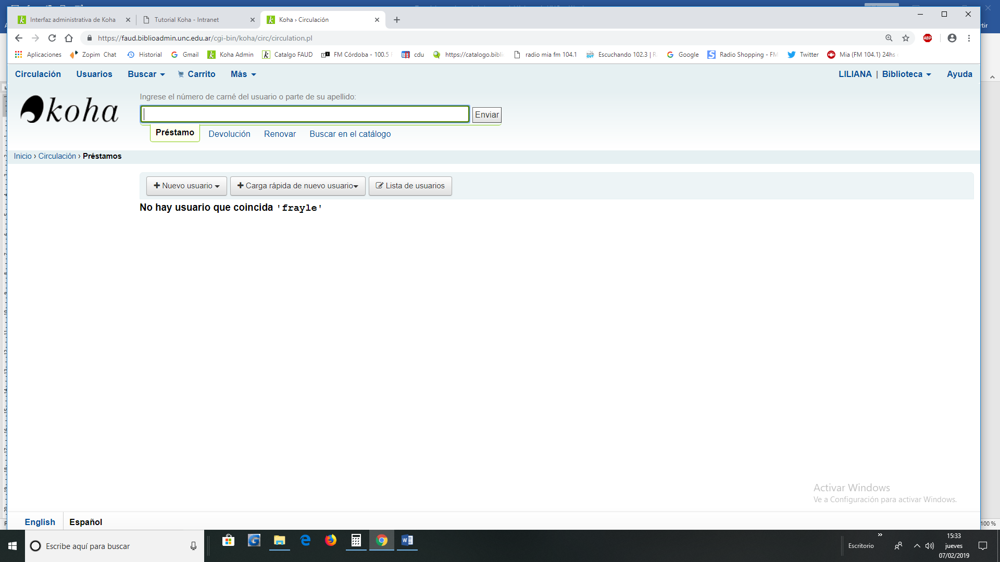 Interfaz administrativa de Koha
Tutorial Koha - Intranet
Koha › Circulación
https://faud.biblioadmin.unc.edu.ar/cgi-bin/koha/circ/circulation.pl
ABP
Aplicaciones
Zopim Chat
Historial
Gmail
Koha Admin
Catalgo FAUD
FM Córdoba - 100.5
cdu
https://catalogo.bibli
radio mia fm 104.1
Escuchando 102.3 | R
Google
Radio Shopping - FM
Twitter
Mia (FM 104.1) 24hs
Circulación Usuarios Buscar Carrito Más
LILIANA | Biblioteca Ayuda
koha
Ingrese el número de carné del usuario o parte de su apellido:
Enviar
Préstamo Devolución Renovar Buscar en el catálogo
Inicio › Circulación › Préstamos
+ Nuevo usuario
+ Carga rápida de nuevo usuario
Lista de usuarios
No hay usuario que coincida 'frayle'
Activar Windows
Ve a Configuración para activar Windows.
English Español
100 %
Escribe aquí para buscar
Escritorio
15:33
jueves
07/02/2019